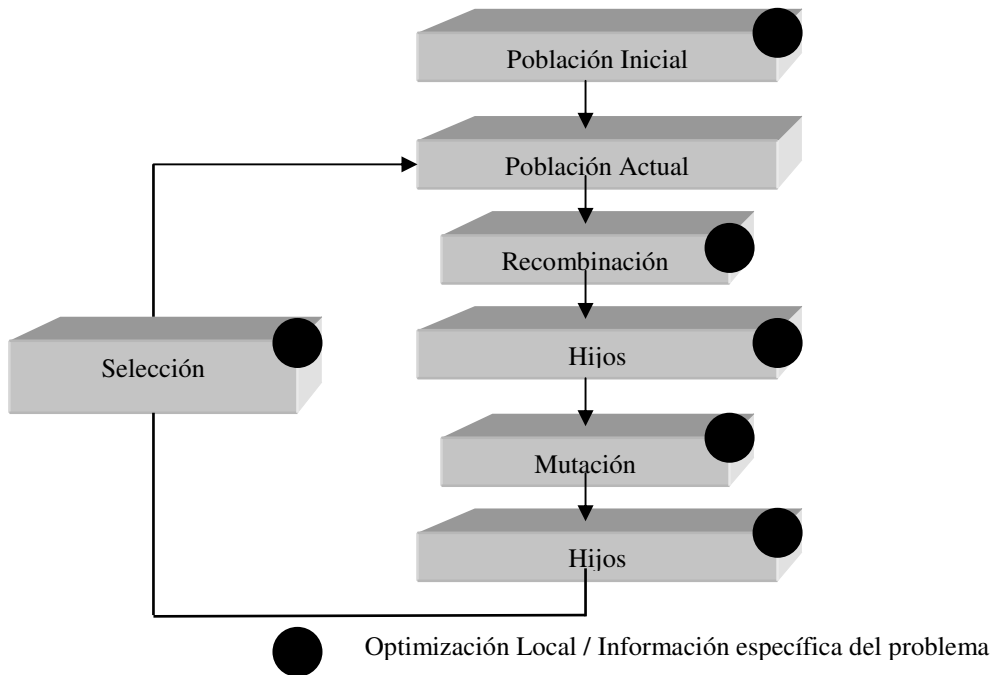 Población Inicial
Población Actual
Recombinación
Hijos
Selección
Mutación
Hijos
Optimización Local / Información específica del problema